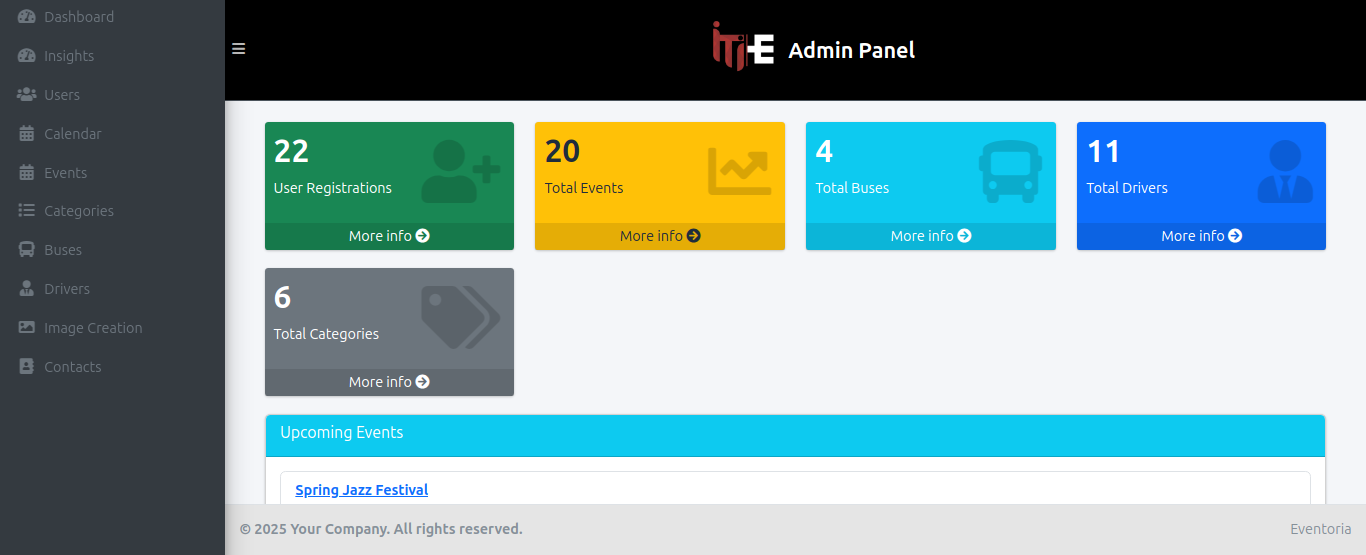 Dashboard
Insights
Users
Calendar
Events
Categories
Buses
Drivers
Image Creation
Contacts
Admin Panel
22
User Registrations
More info
20
Total Events
More info
4
Total Buses
More info
11
Total Drivers
More info
6
Total Categories
More info
Upcoming Events
Spring Jazz Festival
© 2025 Your Company. All rights reserved.
Eventoria